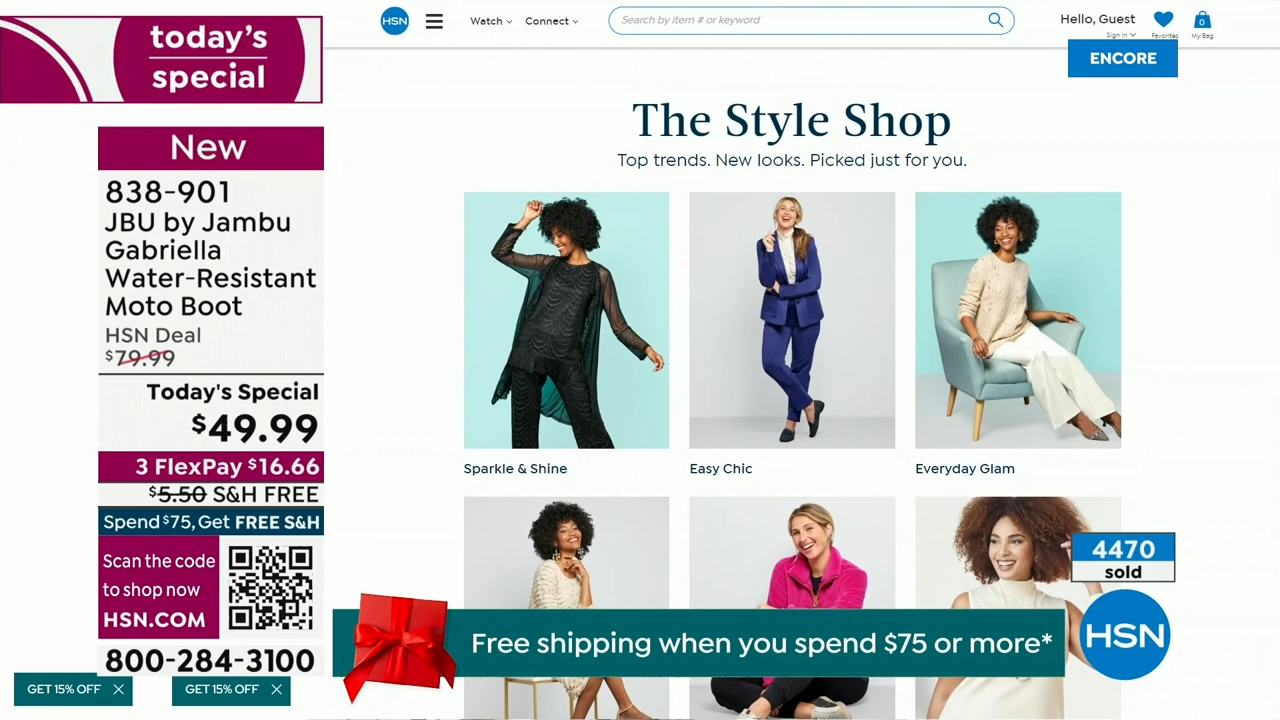 today's
special
New
838-901
JBU by Jambu
Gabriella
Water-Resistant
Moto Boot
HSN Deal
$79.99
Today's Special
$49.99
3 FlexPay $16.66
$5.50 S&H FREE
Spend $75, Get FREE S&H
Scan the code
to shop now
HSN.COM
800-284-3100
GET 15% OFF ×
GET 15% OFF ×
HSN
Watch
Connect
Search by item # or keyword
Hello, Guest
Sign In
Favorites
0
My Bag
ENCORE
The Style Shop
Top trends. New looks. Picked just for you.
Sparkle & Shine
Easy Chic
Everyday Glam
4470
sold
Free shipping when you spend $75 or more*
HSN